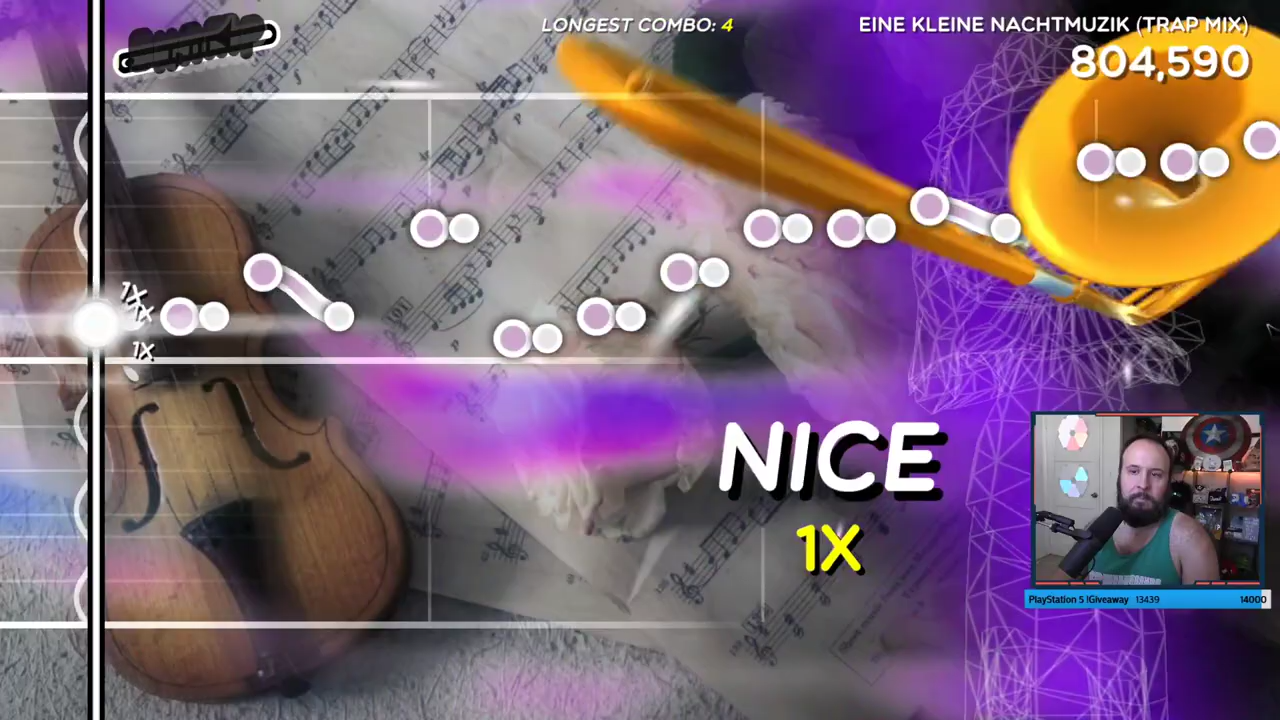 LONGEST COMBO: 4
EINE KLEINE NACHTMUZIK (TRAP MIX)
804,590
1X
1X
1X
NICE
1X
PlayStation 5 !Giveaway 13439 14000